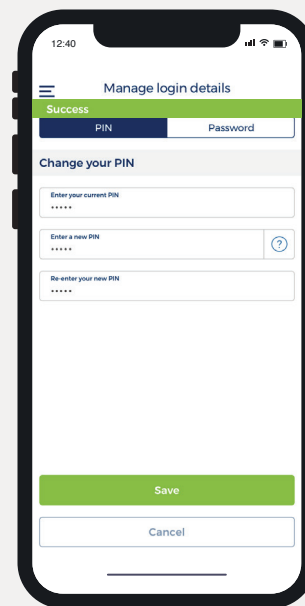 12:40
Manage login details
Success
PIN
Password
Change your PIN
Enter your current PIN
•••••
Enter a new PIN
•••••
?
Re-enter your new PIN
•••••
Save
Cancel